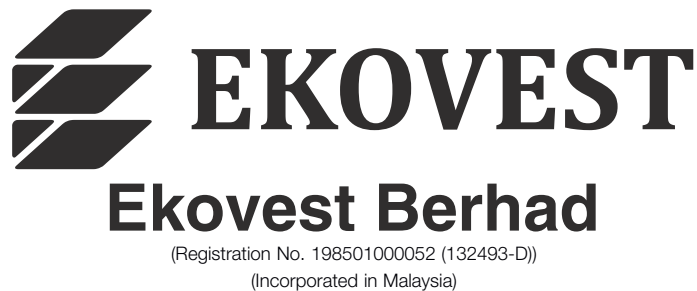 EKOVEST
Ekovest Berhad
(Registration No. 198501000052 (132493-D))
(Incorporated in Malaysia)